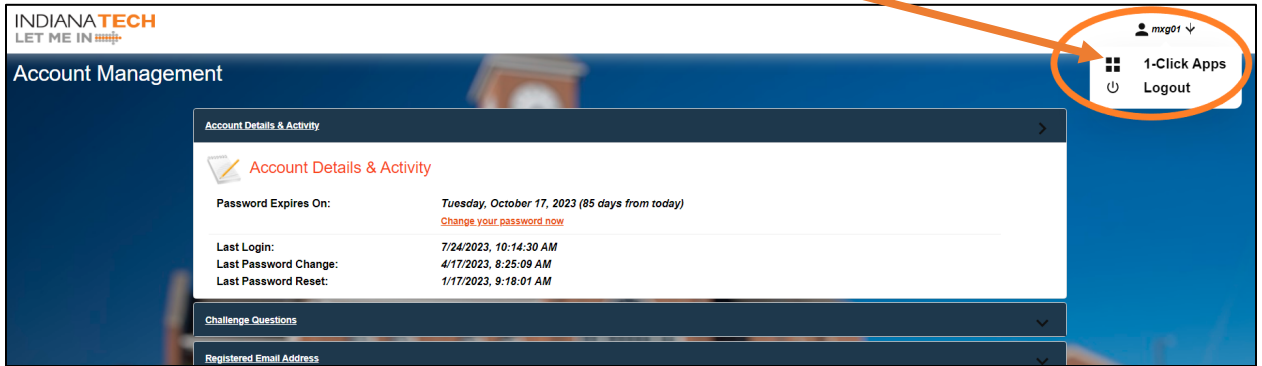 INDIANA TECH
LET ME IN
mxg01
1-Click Apps
Logout
Account Management
Account Details & Activity
Account Details & Activity
Password Expires On: Tuesday, October 17, 2023 (85 days from today)
Change your password now
Last Login: 7/24/2023, 10:14:30 AM
Last Password Change: 4/17/2023, 8:25:09 AM
Last Password Reset: 1/17/2023, 9:18:01 AM
Challenge Questions
Registered Email Address